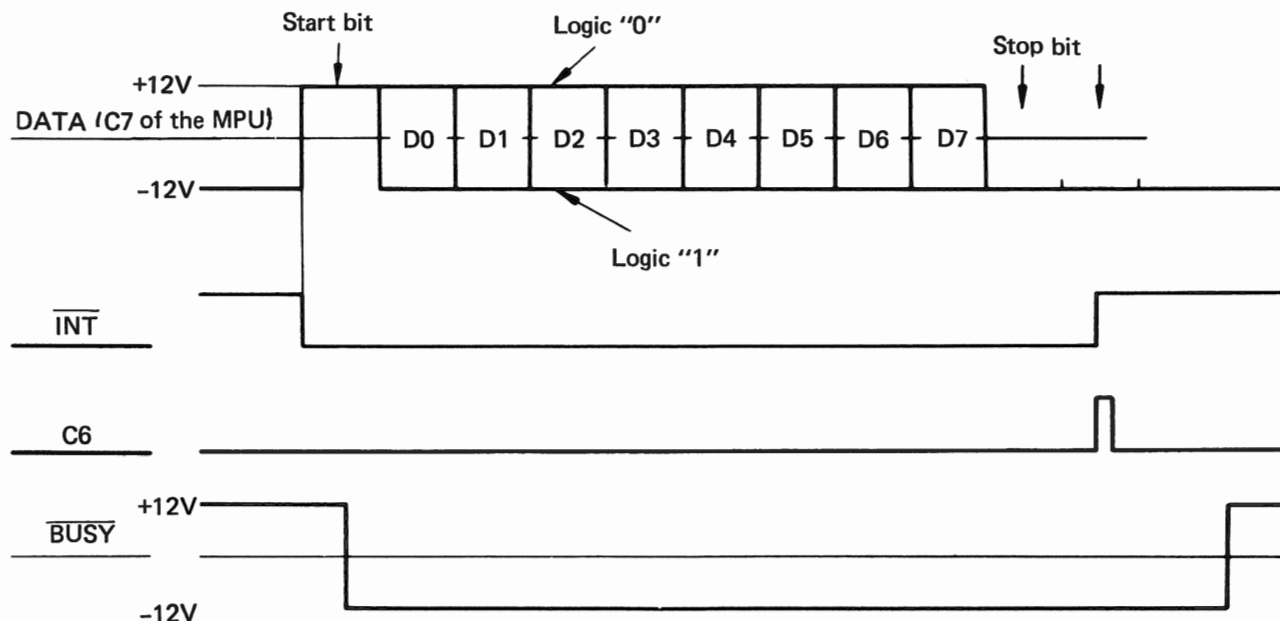 Start bit
Logic “0”
Stop bit
+12V
DATA (C7 of the MPU)
D0 D1 D2 D3 D4 D5 D6 D7
−12V
Logic “1”
INT
C6
+12V
BUSY
−12V